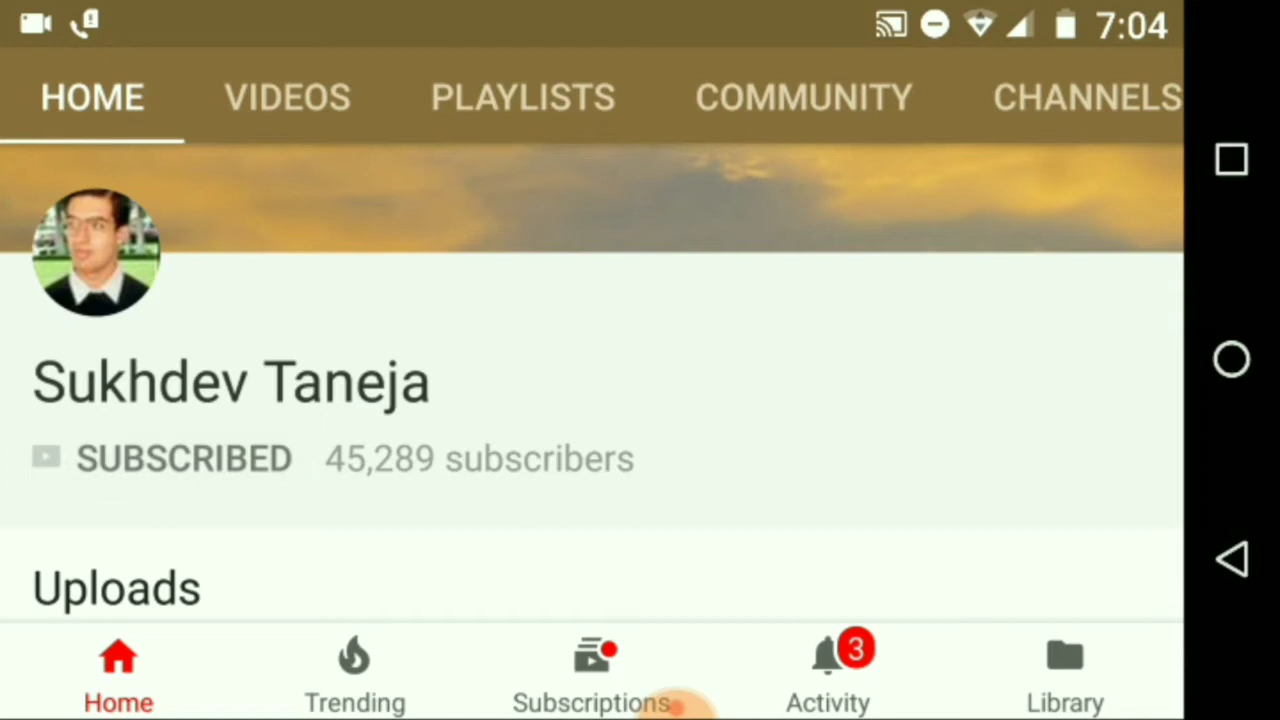 7:04
HOME VIDEOS PLAYLISTS COMMUNITY CHANNELS
Sukhdev Taneja
SUBSCRIBED 45,289 subscribers
Uploads
3
Home Trending Subscriptions Activity Library